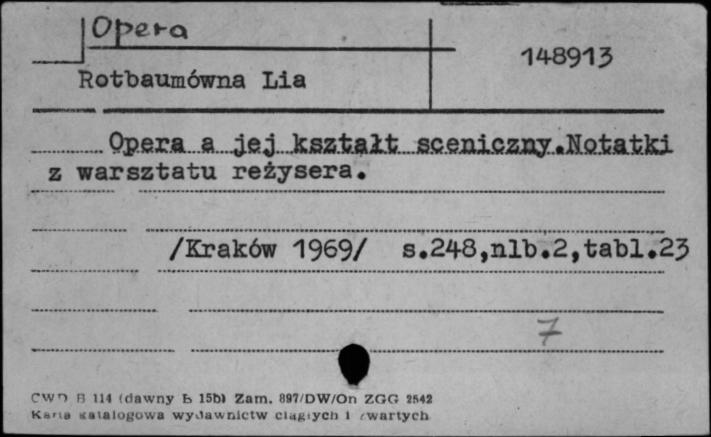 Opera
148913
Rotbaumówna Lia
Opera a jej kształt sceniczny.Notatki
z warsztatu reżysera.
/Kraków 1969/ s.248,nlb.2,tabl.23
7
CWD B 114 (dawny b 15b) Zam. 897/DW/On ZGG 2542
Karta katalogowa wydawnictw ciągłych i zwartych